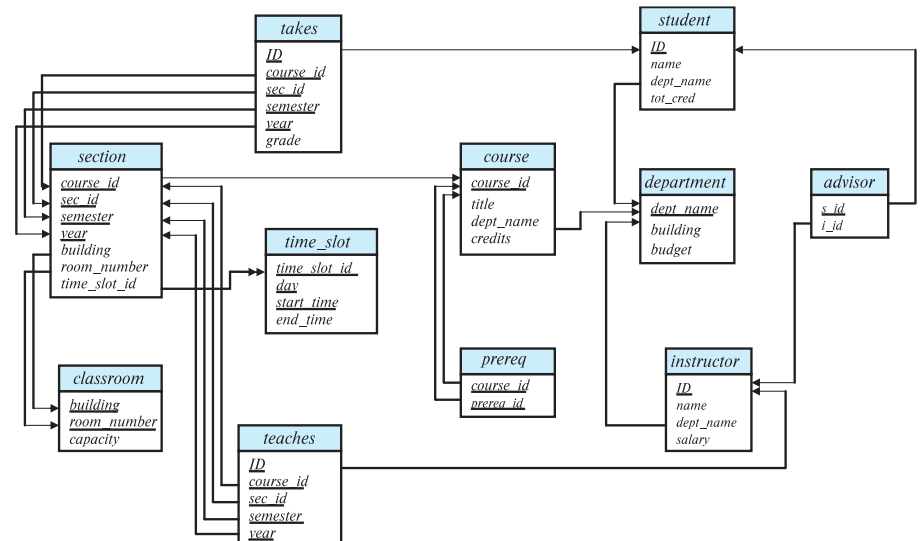 takes
ID
course_id
sec_id
semester
year
grade
student
ID
name
dept_name
tot_cred
section
course_id
sec_id
semester
year
building
room_number
time_slot_id
course
course_id
title
dept_name
credits
department
dept_name
building
budget
advisor
s_id
i_id
time_slot
time_slot_id
day
start_time
end_time
prereq
course_id
prerea_id
instructor
ID
name
dept_name
salary
classroom
building
room_number
capacity
teaches
ID
course_id
sec_id
semester
year